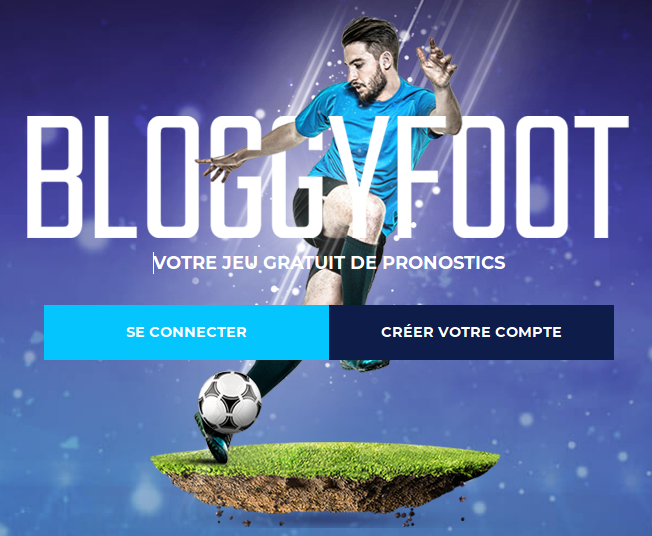 BLOGGYFOOT
VOTRE JEU GRATUIT DE PRONOSTICS
SE CONNECTER
CRÉER VOTRE COMPTE